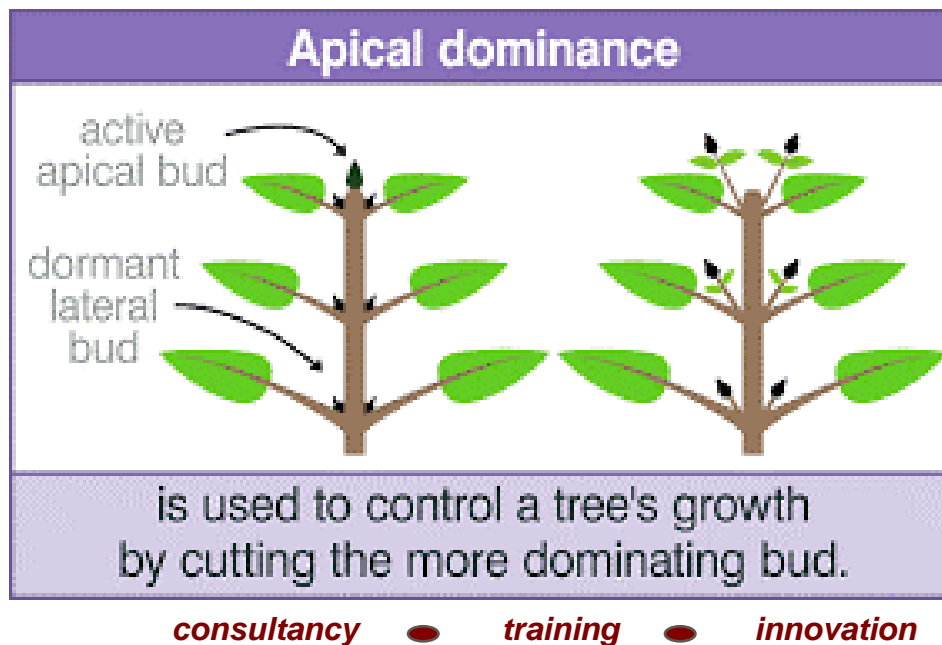 Apical dominance
active
apical bud
dormant
lateral
bud
is used to control a tree's growth
by cutting the more dominating bud.
consultancy training innovation